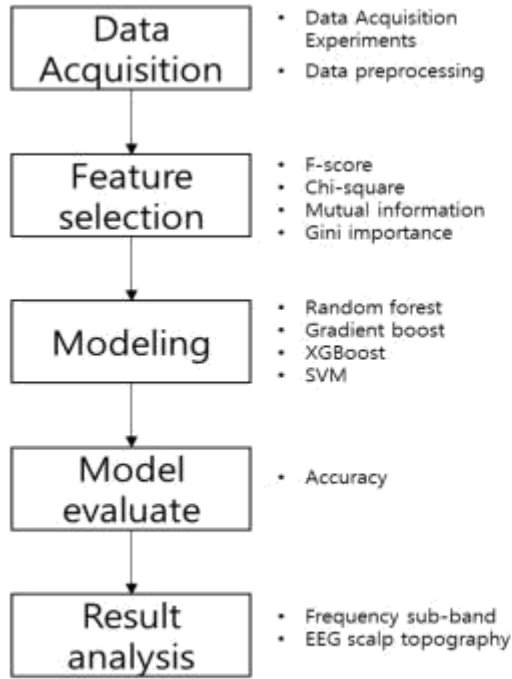 Data
Acquisition
• Data Acquisition
Experiments
• Data preprocessing
Feature
selection
• F-score
• Chi-square
• Mutual information
• Gini importance
Modeling
• Random forest
• Gradient boost
• XGBoost
• SVM
Model
evaluate
• Accuracy
Result
analysis
• Frequency sub-band
• EEG scalp topography